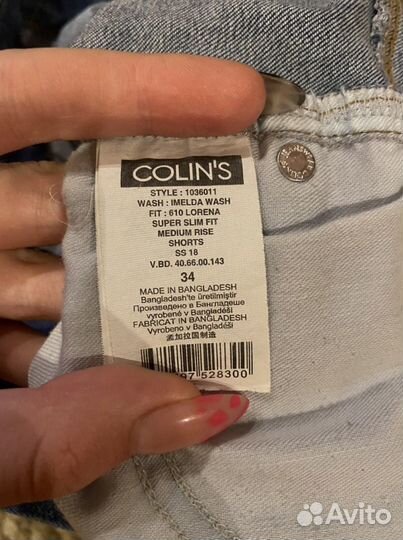 COLIN'S
STYLE : 1036011
WASH : IMELDA WASH
FIT : 610 LORENA
SUPER SLIM FIT
MEDIUM RISE
SHORTS
SS 18
V.BD. 40.66.00.143
34
MADE IN BANGLADESH
Bangladesh'te üretilmiştir
Произведено в Бангладеше
vyrobené v Bangladéši
FABRICAT IN BANGLADESH
Vyrobeno v Bangladéši
孟加拉国制造
97 528300
Avito